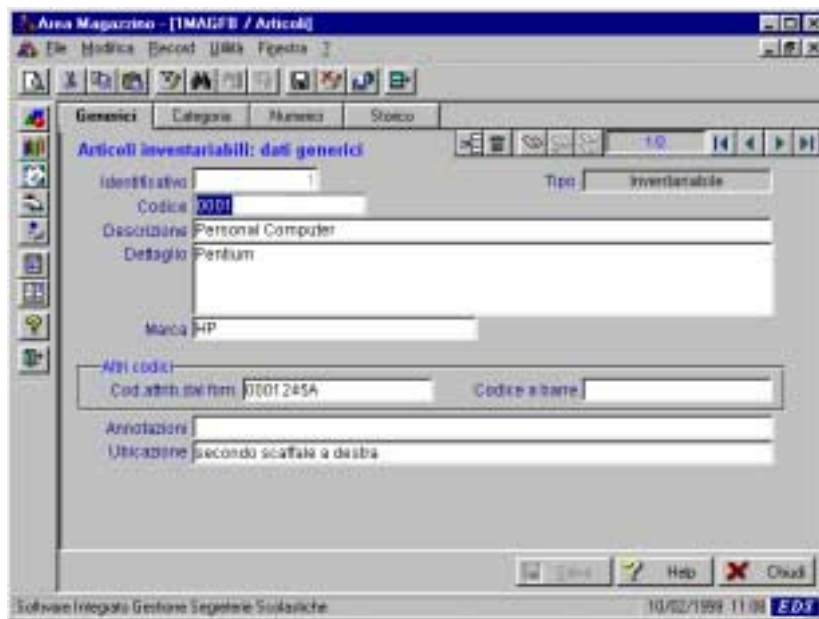 Area Magazzino - [1MAGFB / Articoli]
File Modifica Record Utilità Finestra ?
Generici Categoria Numerici Storico
Articoli inventariabili: dati generici 1/0
Identificativo 1 Tipo Inventariabile
Codice 0001
Descrizione Personal Computer
Dettaglio Pentium
Marca HP
Altri codici
Cod.attrib.dal forn. 0001245A Codice a barre
Annotazioni
Ubicazione secondo scaffale a destra
Salva Help Chiudi
Software Integrato Gestione Segreterie Scolastiche 10/02/1999 11:08 EDS